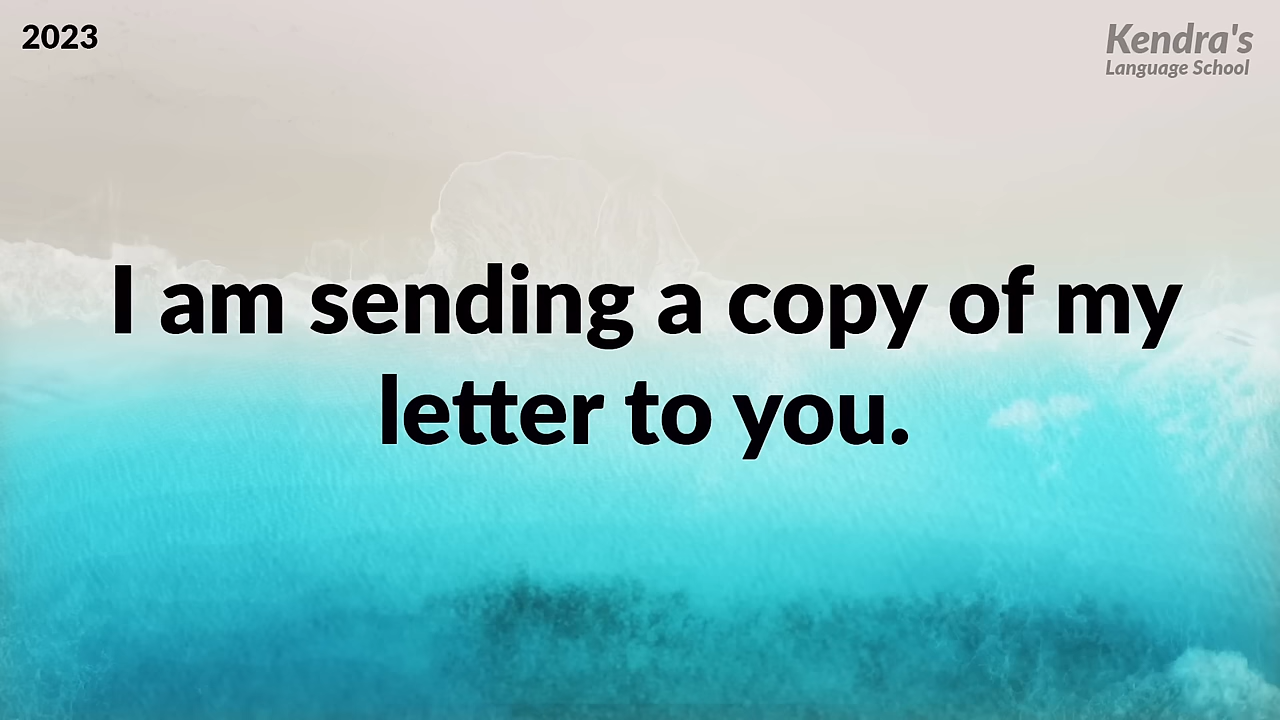 2023
Kendra's
Language School
I am sending a copy of my
letter to you.